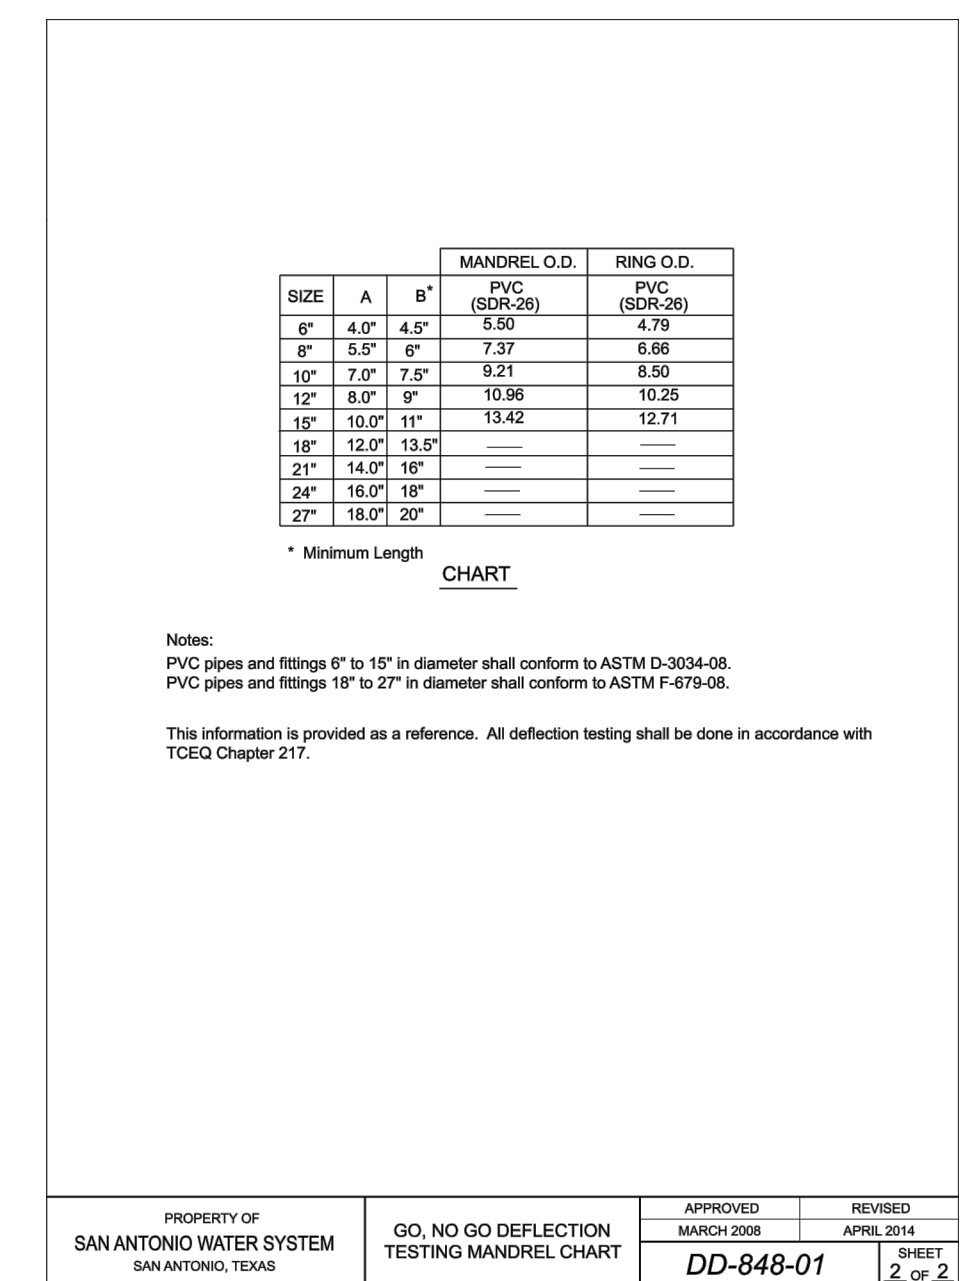 MANDREL O.D. RING O.D.
SIZE A B* PVC (SDR-26) PVC (SDR-26)
6" 4.0" 4.5" 5.50 4.79
8" 5.5" 6" 7.37 6.66
10" 7.0" 7.5" 9.21 8.50
12" 8.0" 9" 10.96 10.25
15" 10.0" 11" 13.42 12.71
18" 12.0" 13.5" —— ——
21" 14.0" 16" —— ——
24" 16.0" 18" —— ——
27" 18.0" 20" —— ——
* Minimum Length
CHART
Notes:
PVC pipes and fittings 6" to 15" in diameter shall conform to ASTM D-3034-08.
PVC pipes and fittings 18" to 27" in diameter shall conform to ASTM F-679-08.
This information is provided as a reference. All deflection testing shall be done in accordance with
TCEQ Chapter 217.
PROPERTY OF
SAN ANTONIO WATER SYSTEM
SAN ANTONIO, TEXAS
GO, NO GO DEFLECTION
TESTING MANDREL CHART
APPROVED REVISED
MARCH 2008 APRIL 2014
DD-848-01
SHEET
2 OF 2